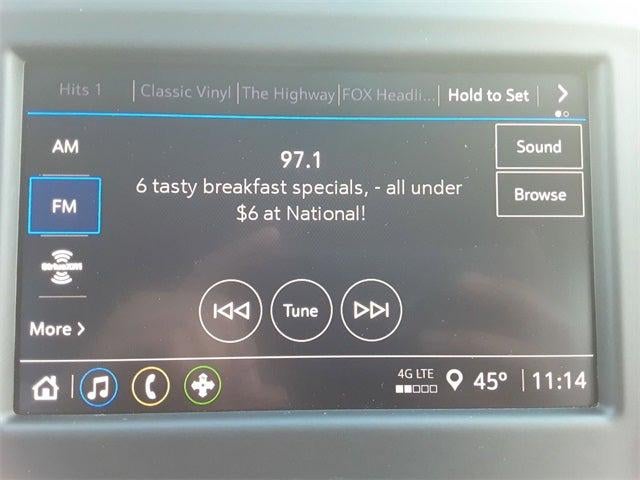 Hits 1 Classic Vinyl The Highway FOX Headli... Hold to Set
AM
Sound
97.1
6 tasty breakfast specials, - all under
$6 at National!
FM
Browse
SiriusXM
Tune
More
4G LTE
45° 11:14